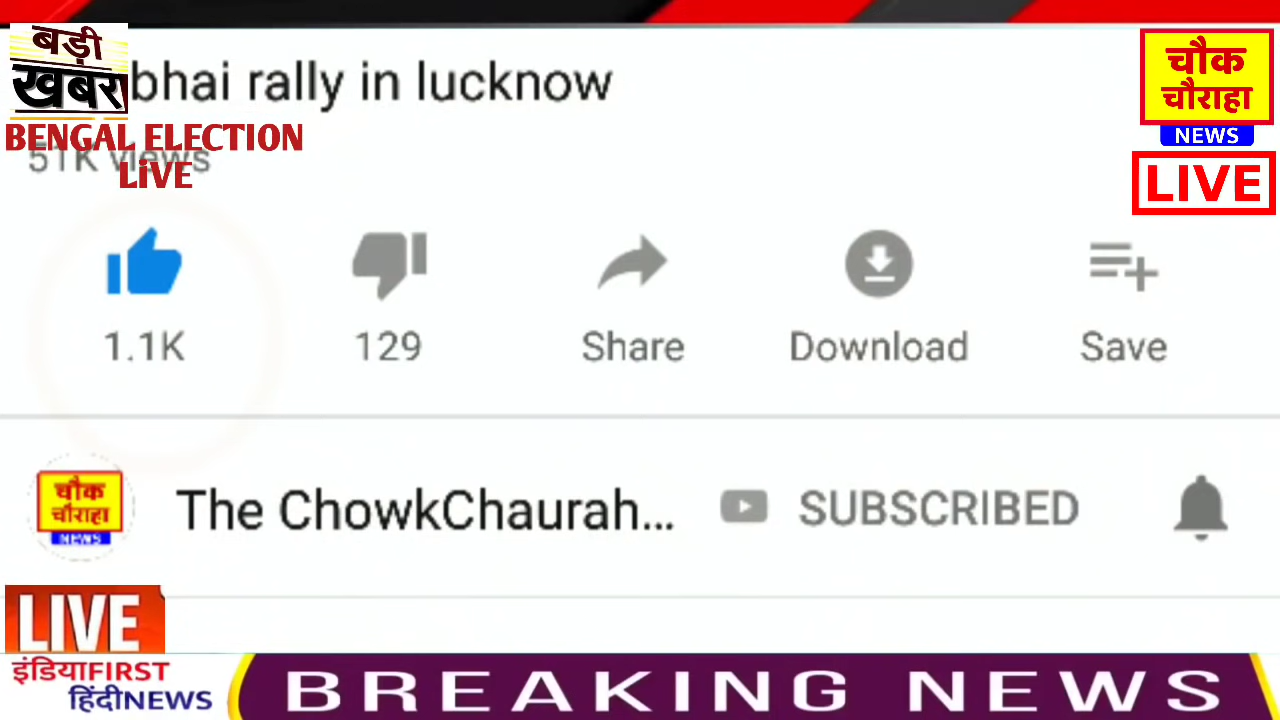 बड़ी
खबर
bhai rally in lucknow
BENGAL ELECTION
LiVE
51K views
चौक
चौराहा
NEWS
LIVE
1.1K
129
Share
Download
Save
चौक
चौराहा
NEWS
The ChowkChaurah...
SUBSCRIBED
LIVE
इंडियाFIRST
हिंदीNEWS
BREAKING NEWS